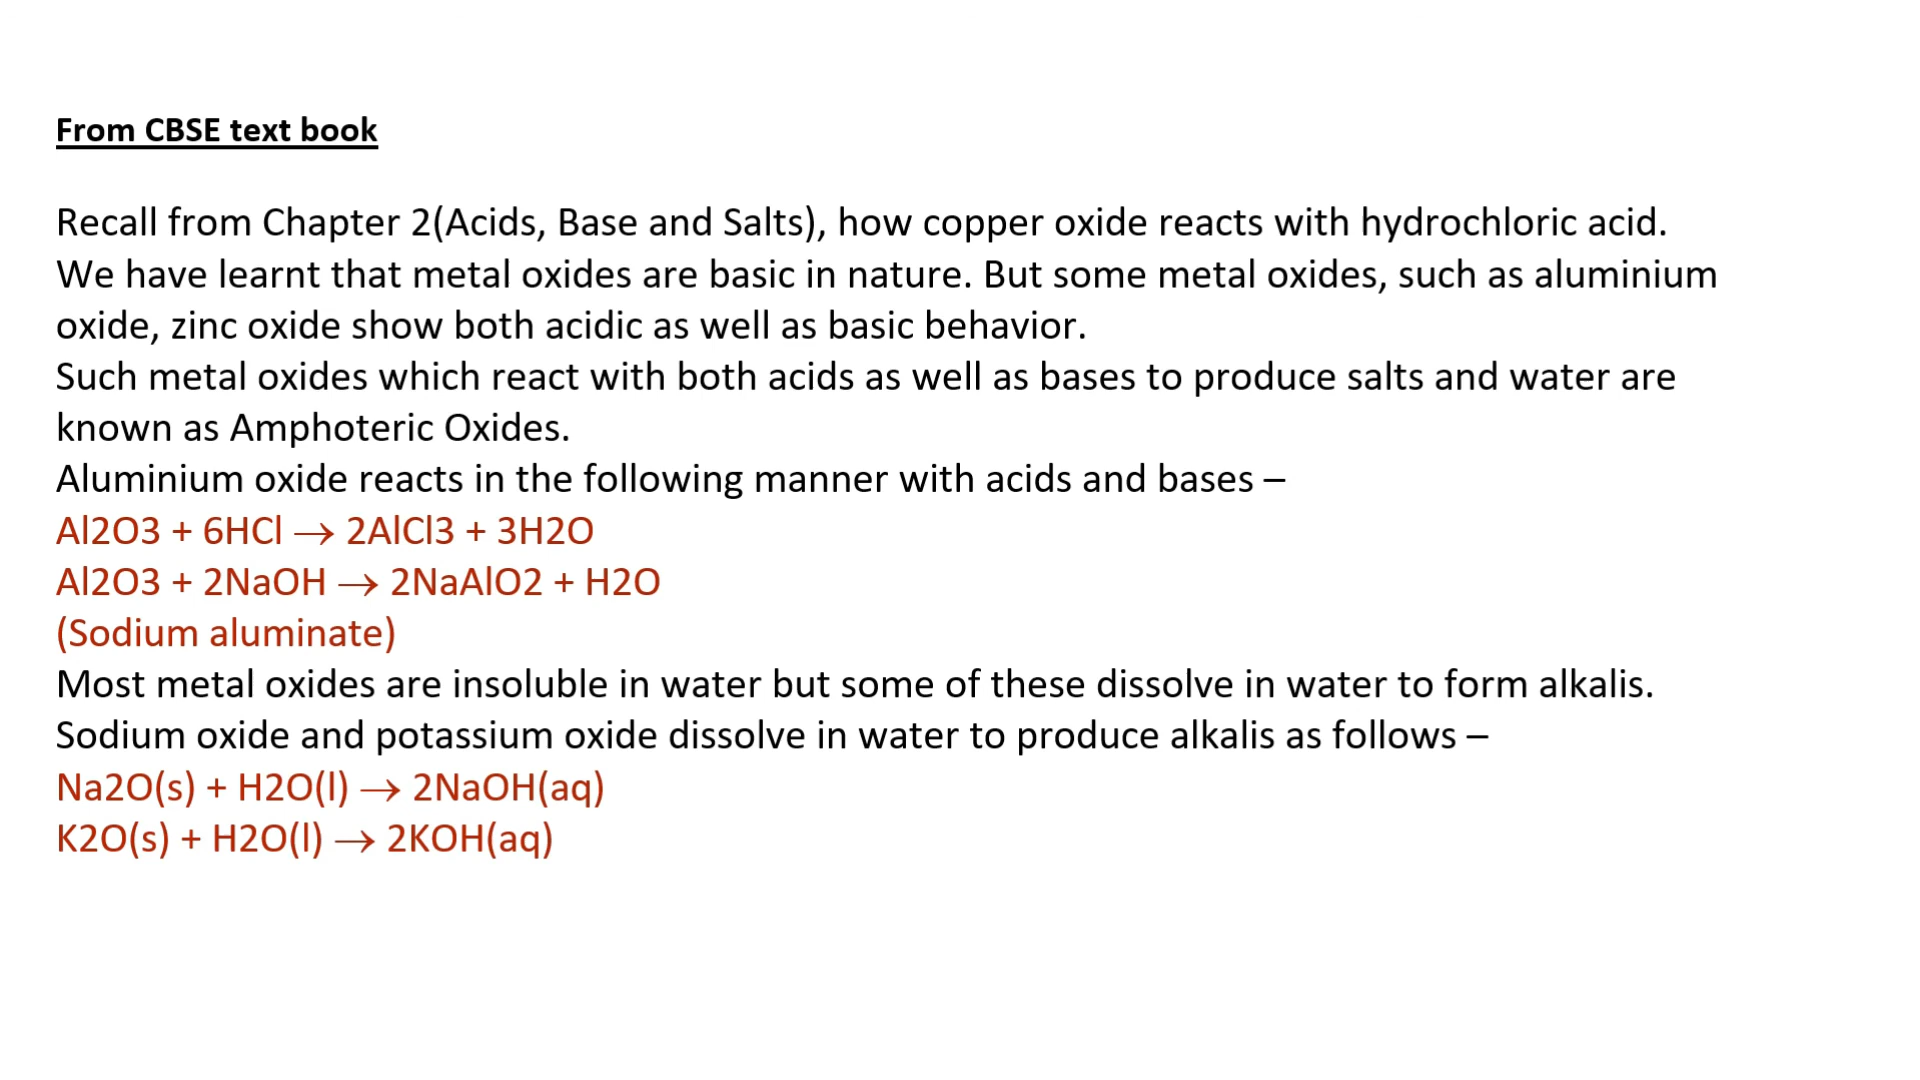 From CBSE text book
Recall from Chapter 2(Acids, Base and Salts), how copper oxide reacts with hydrochloric acid.
We have learnt that metal oxides are basic in nature. But some metal oxides, such as aluminium
oxide, zinc oxide show both acidic as well as basic behavior.
Such metal oxides which react with both acids as well as bases to produce salts and water are
known as Amphoteric Oxides.
Aluminium oxide reacts in the following manner with acids and bases –
Al2O3 + 6HCl → 2AlCl3 + 3H2O
Al2O3 + 2NaOH → 2NaAlO2 + H2O
(Sodium aluminate)
Most metal oxides are insoluble in water but some of these dissolve in water to form alkalis.
Sodium oxide and potassium oxide dissolve in water to produce alkalis as follows –
Na2O(s) + H2O(l) → 2NaOH(aq)
K2O(s) + H2O(l) → 2KOH(aq)